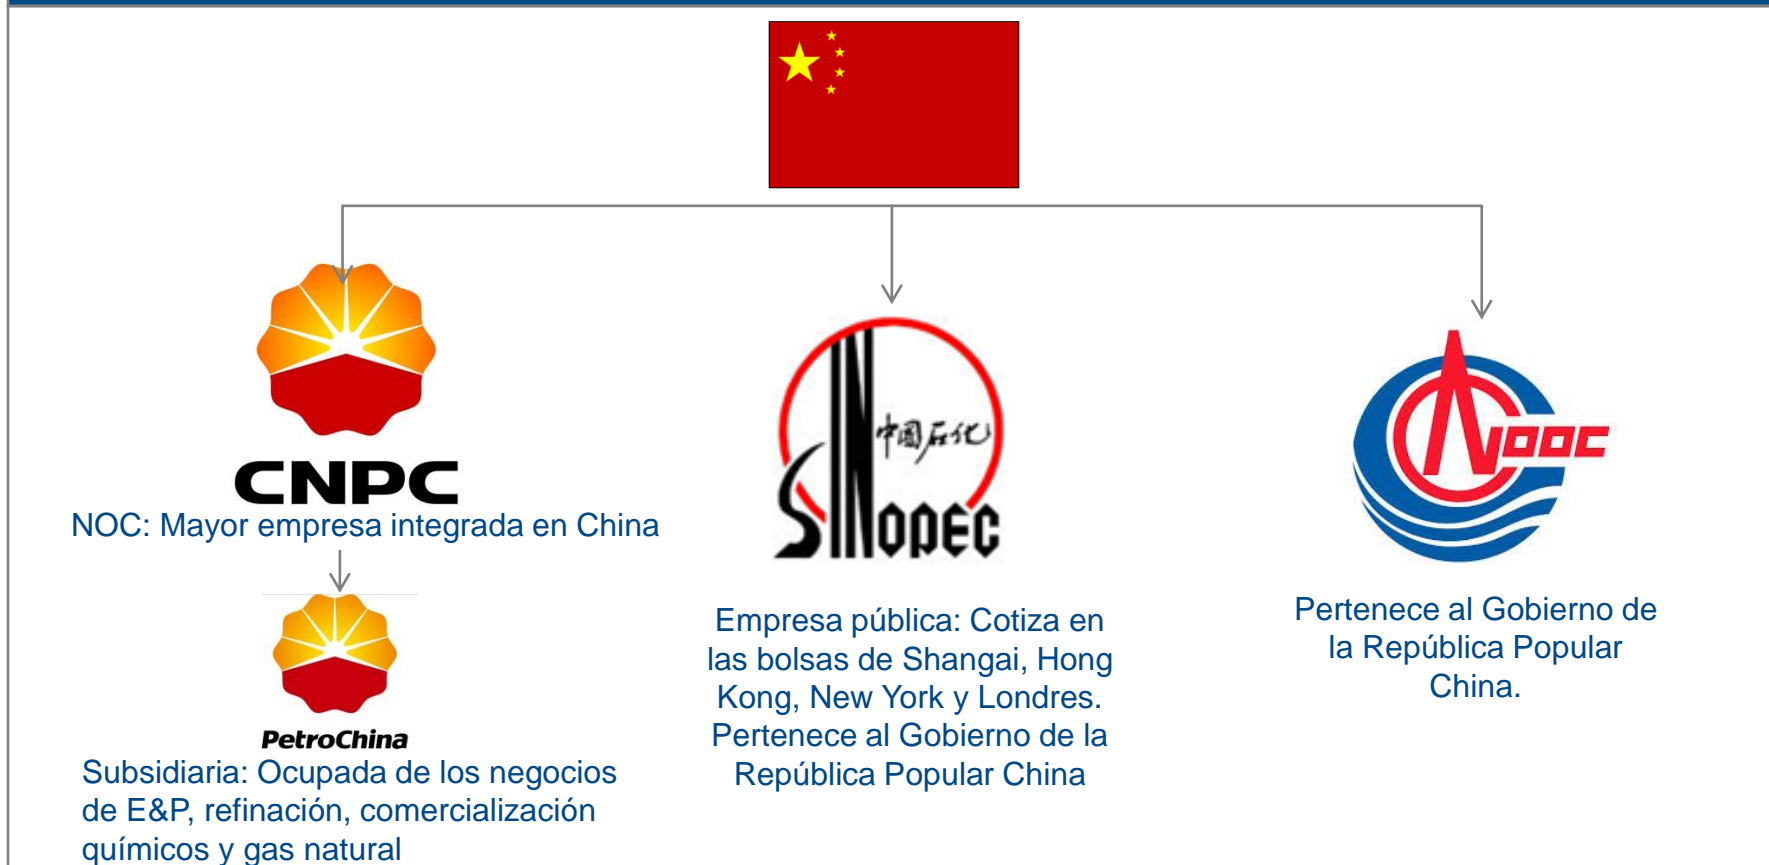 CNPC
NOC: Mayor empresa integrada en China
PetroChina
Subsidiaria: Ocupada de los negocios
de E&P, refinación, comercialización
químicos y gas natural
中国石化
SINOPEC
Empresa pública: Cotiza en
las bolsas de Shangai, Hong
Kong, New York y Londres.
Pertenece al Gobierno de la
República Popular China
CNOOC
Pertenece al Gobierno de
la República Popular
China.